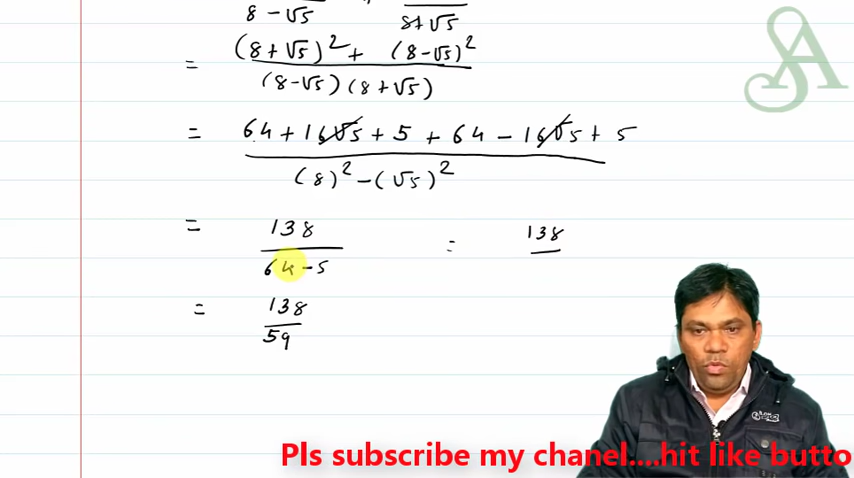 8 - √5   8 + √5
= (8 + √5)² + (8 - √5)²
(8 - √5) (8 + √5)
= 64 + 16√5 + 5 + 64 - 16√5 + 5
(8)² - (√5)²
= 138 = 138
64 - 5
= 138
59
Pls subscribe my chanel....hit like butto